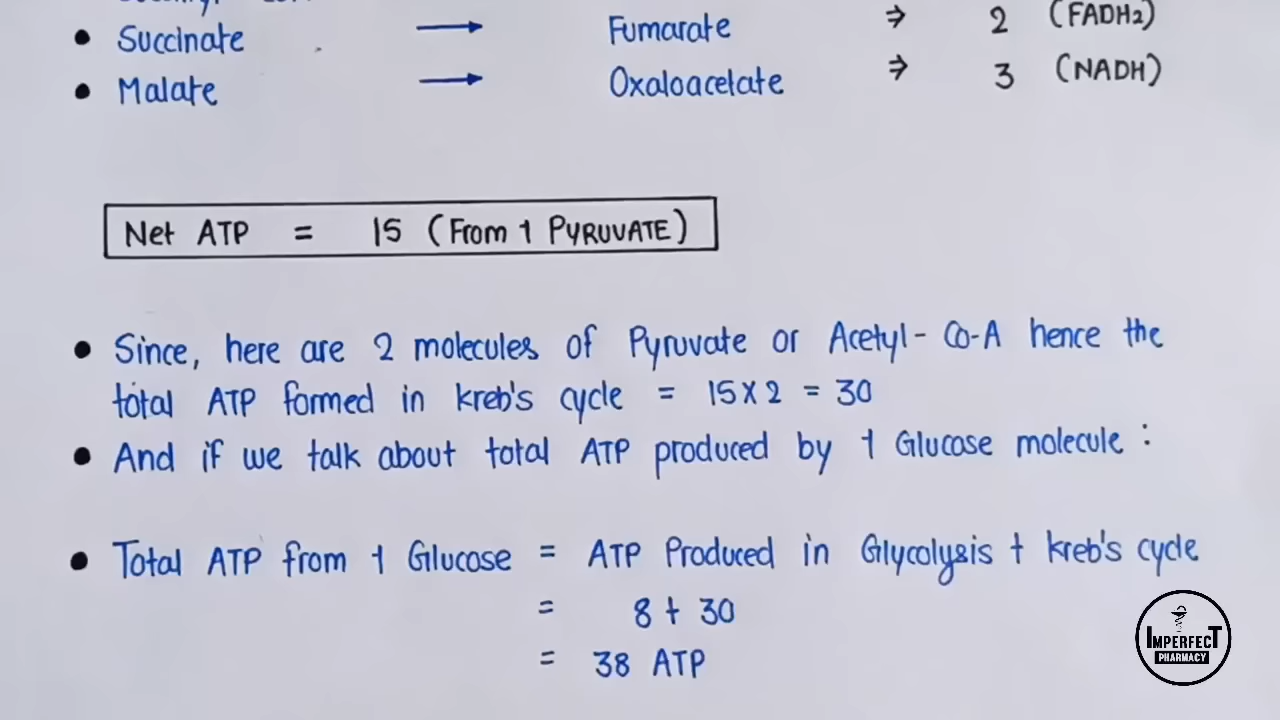 • Succinate → Fumarate ⇒ 2 (FADH2)
• Malate → Oxaloacetate ⇒ 3 (NADH)
Net ATP = 15 (From 1 PYRUVATE)
• Since, here are 2 molecules of Pyruvate or Acetyl-Co-A hence the
total ATP formed in kreb's cycle = 15 x 2 = 30
• And if we talk about total ATP produced by 1 Glucose molecule :
• Total ATP from 1 Glucose = ATP Produced in Glycolysis + kreb's cycle
= 8 + 30
= 38 ATP
IMPERFECT
PHARMACY